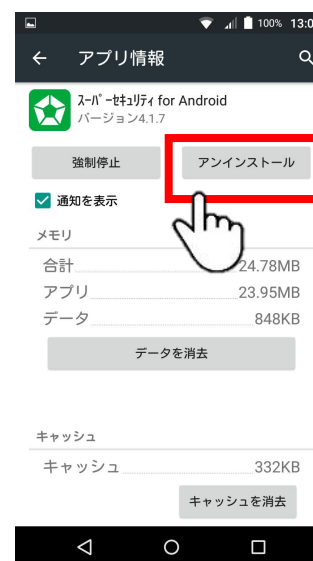 100% 13:0
アプリ情報
ｽｰﾊﾟｰｾｷｭﾘﾃｨ for Android
バージョン4.1.7
強制停止
アンインストール
通知を表示
メモリ
合計 24.78MB
アプリ 23.95MB
データ 848KB
データを消去
キャッシュ
キャッシュ 332KB
キャッシュを消去